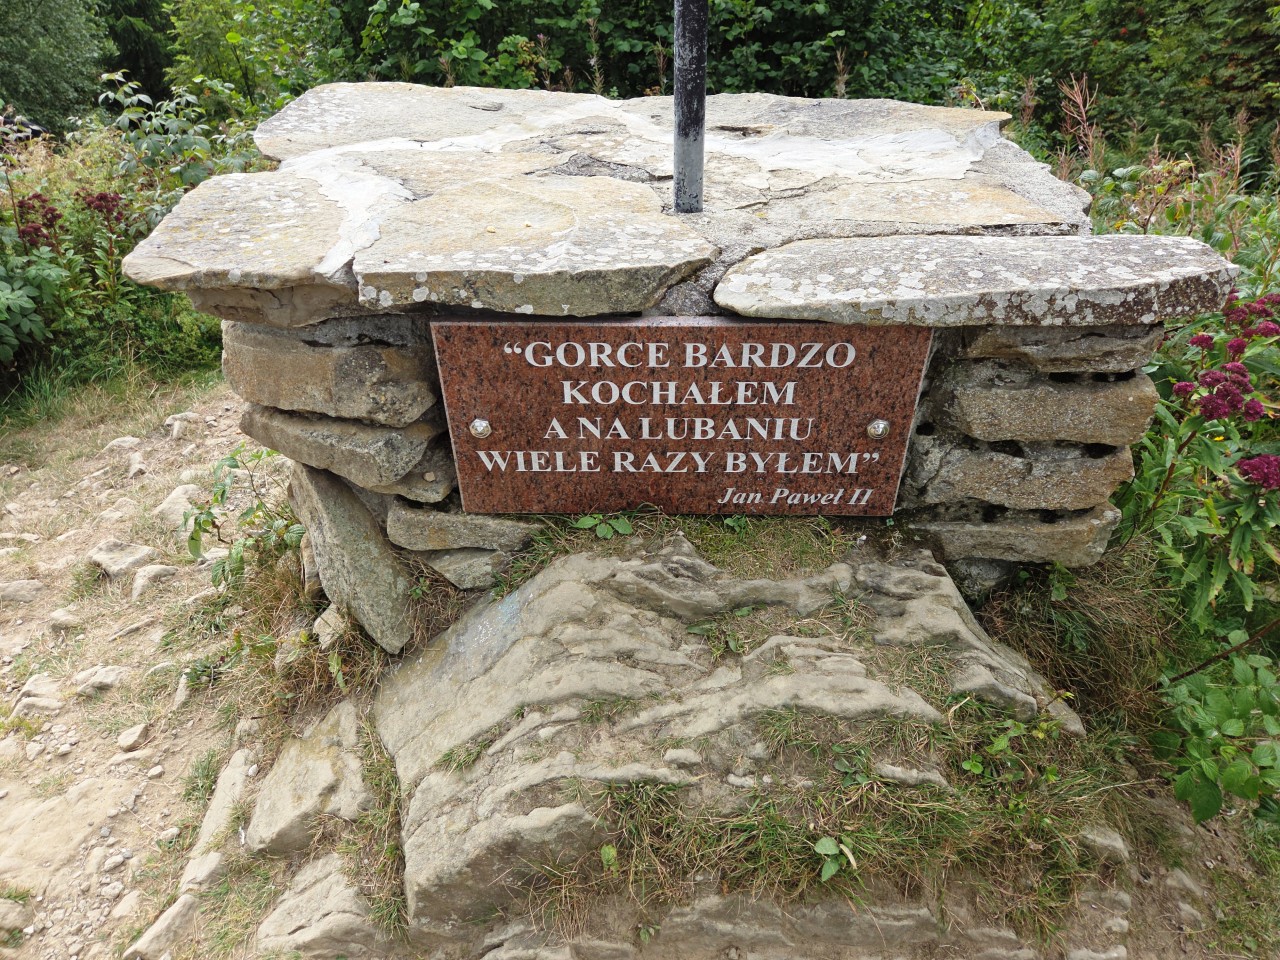 “GORCE BARDZO
KOCHAŁEM
A NA LUBANIU
WIELE RAZY BYŁEM”
Jan Paweł II